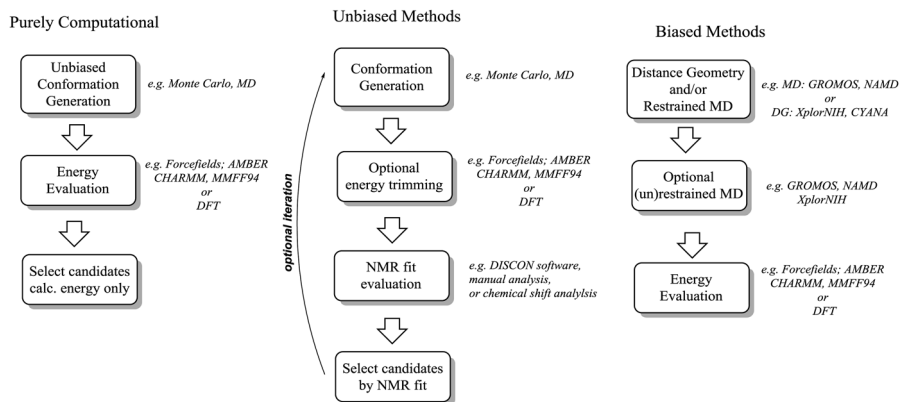 Purely Computational
Unbiased
Conformation
Generation
e.g. Monte Carlo, MD
Energy
Evaluation
e.g. Forcefields; AMBER
CHARMM, MMFF94
or
DFT
Select candidates
calc. energy only
Unbiased Methods
Conformation
Generation
e.g. Monte Carlo, MD
Optional
energy trimming
e.g. Forcefields; AMBER
CHARMM, MMFF94
or
DFT
optional iteration
NMR fit
evaluation
e.g. DISCON software,
manual analysis,
or chemical shift analylsis
Select candidates
by NMR fit
Biased Methods
Distance Geometry
and/or
Restrained MD
e.g. MD: GROMOS, NAMD
or
DG: XplorNIH, CYANA
Optional
(un)restrained MD
e.g. GROMOS, NAMD
XplorNIH
Energy
Evaluation
e.g. Forcefields; AMBER
CHARMM, MMFF94
or
DFT